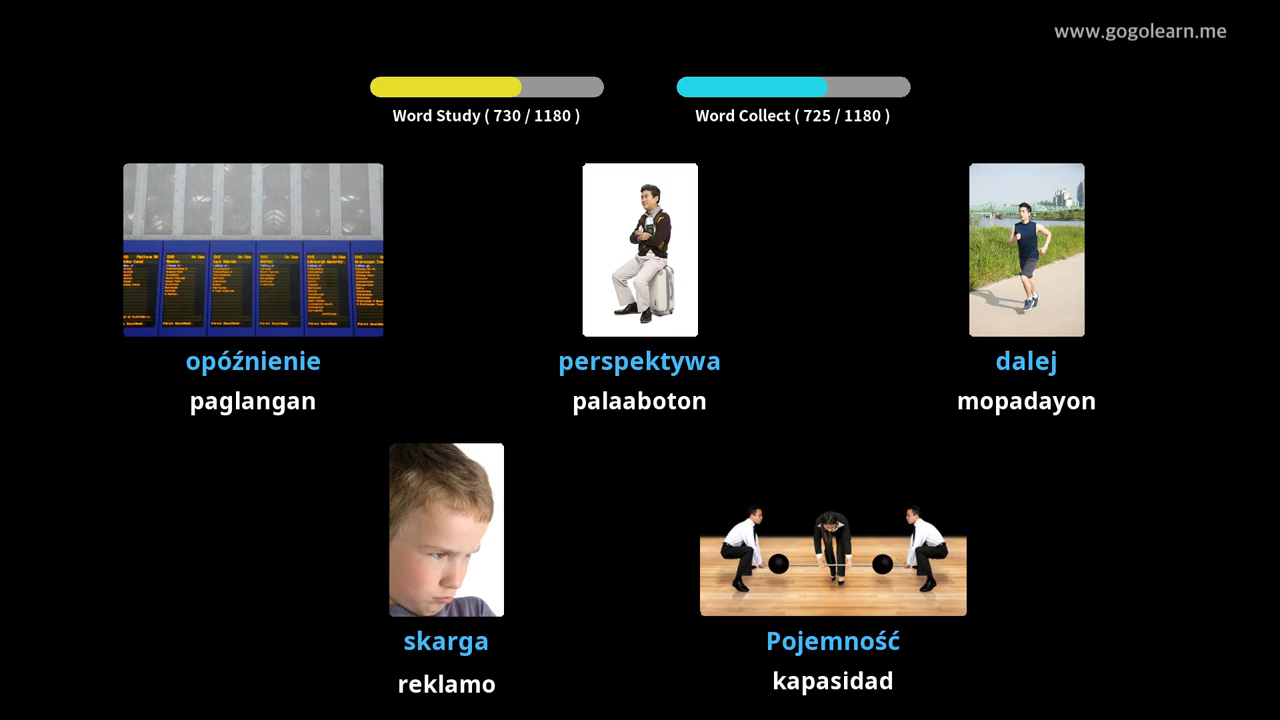 www.gogolearn.me
Word Study ( 730 / 1180 )
Word Collect ( 725 / 1180 )
opóźnienie
perspektywa
dalej
paglangan
palaaboton
mopadayon
skarga
Pojemność
reklamo
kapasidad